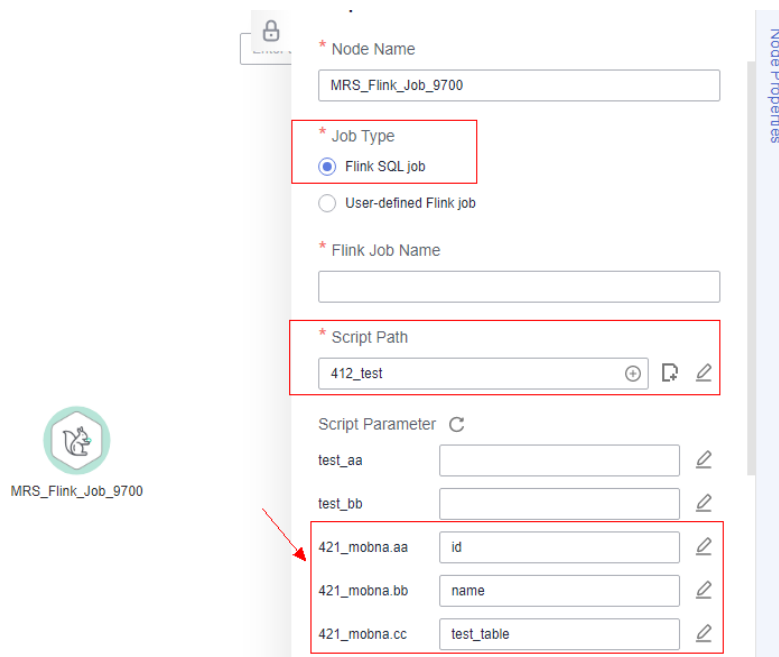 * Node Name
MRS_Flink_Job_9700
* Job Type
Flink SQL job
User-defined Flink job
* Flink Job Name
* Script Path
412_test
Script Parameter
test_aa
test_bb
421_mobna.aa id
421_mobna.bb name
421_mobna.cc test_table
MRS_Flink_Job_9700
Node Properties